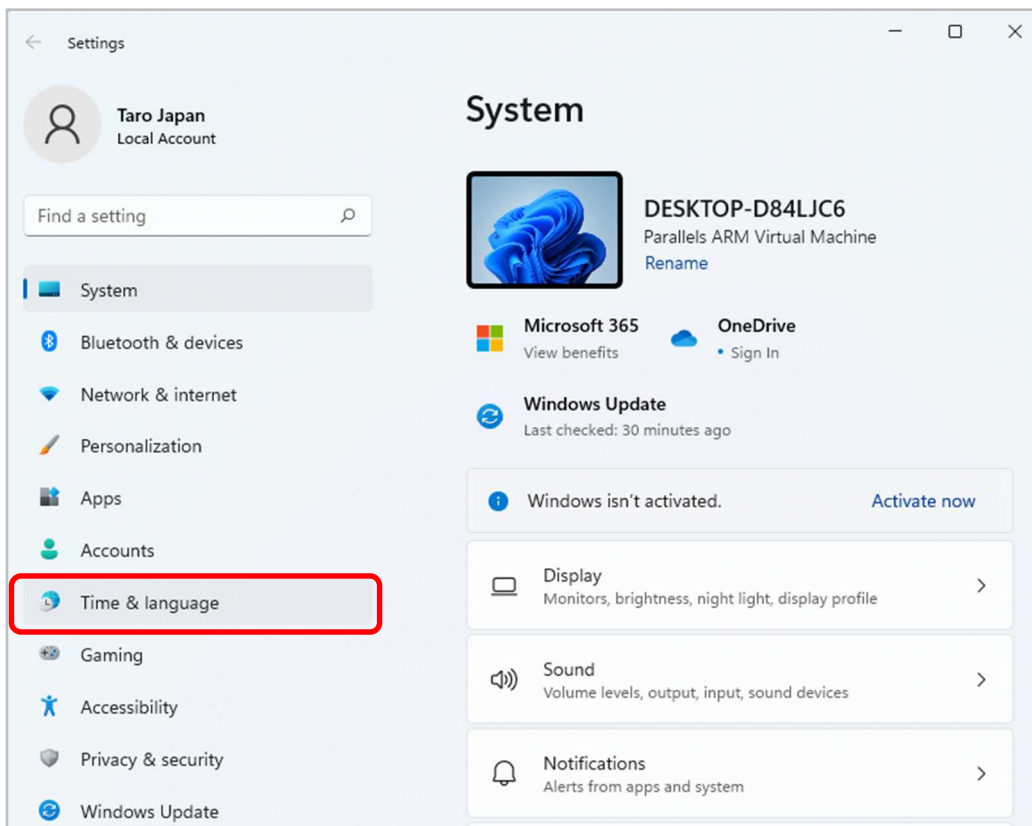 Settings
Taro Japan
Local Account
Find a setting
System
Bluetooth & devices
Network & internet
Personalization
Apps
Accounts
Time & language
Gaming
Accessibility
Privacy & security
Windows Update
System
DESKTOP-D84LJC6
Parallels ARM Virtual Machine
Rename
Microsoft 365
View benefits
OneDrive
• Sign In
Windows Update
Last checked: 30 minutes ago
Windows isn't activated.
Activate now
Display
Monitors, brightness, night light, display profile
Sound
Volume levels, output, input, sound devices
Notifications
Alerts from apps and system